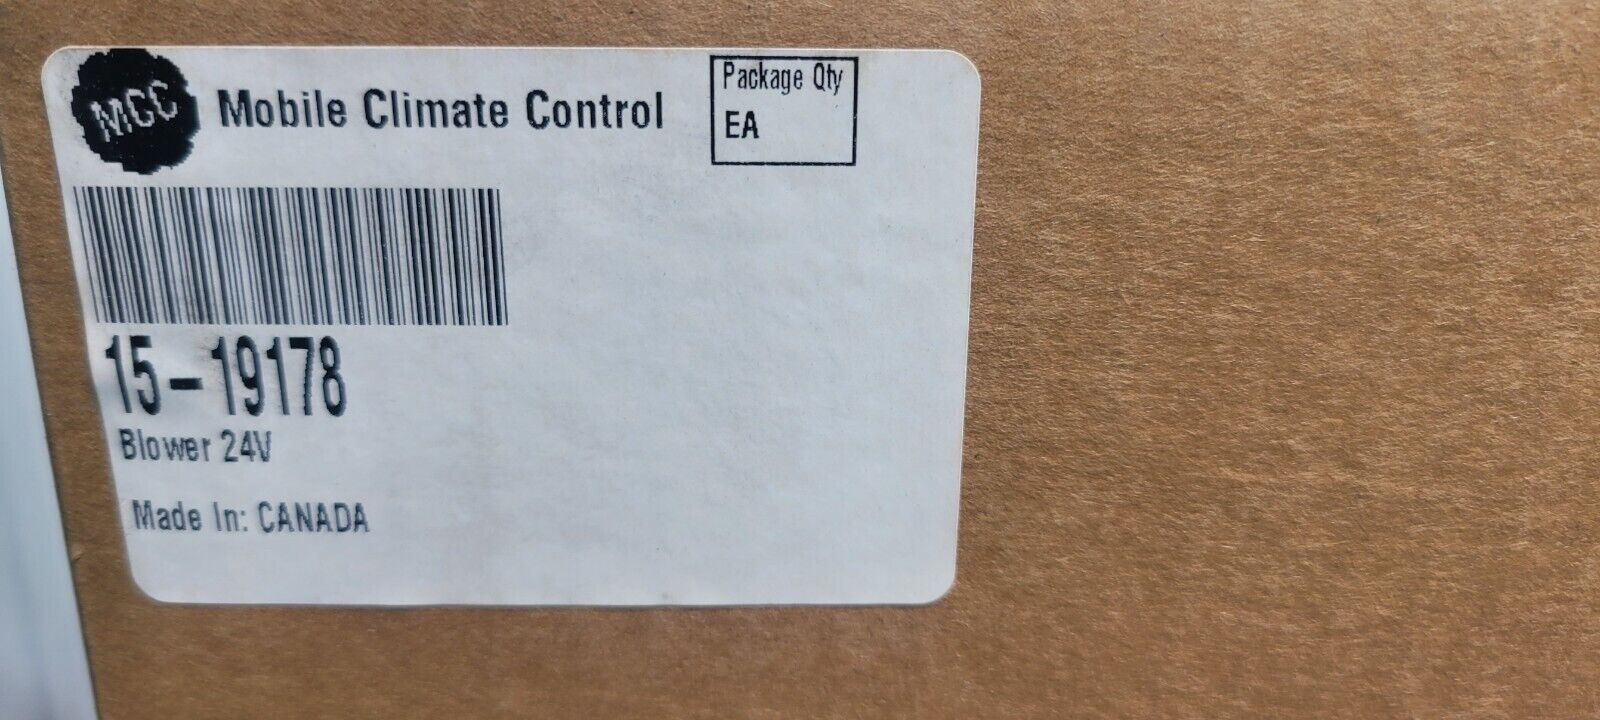 MCC
Mobile Climate Control
Package Qty
EA
15-19178
Blower 24V
Made In: CANADA